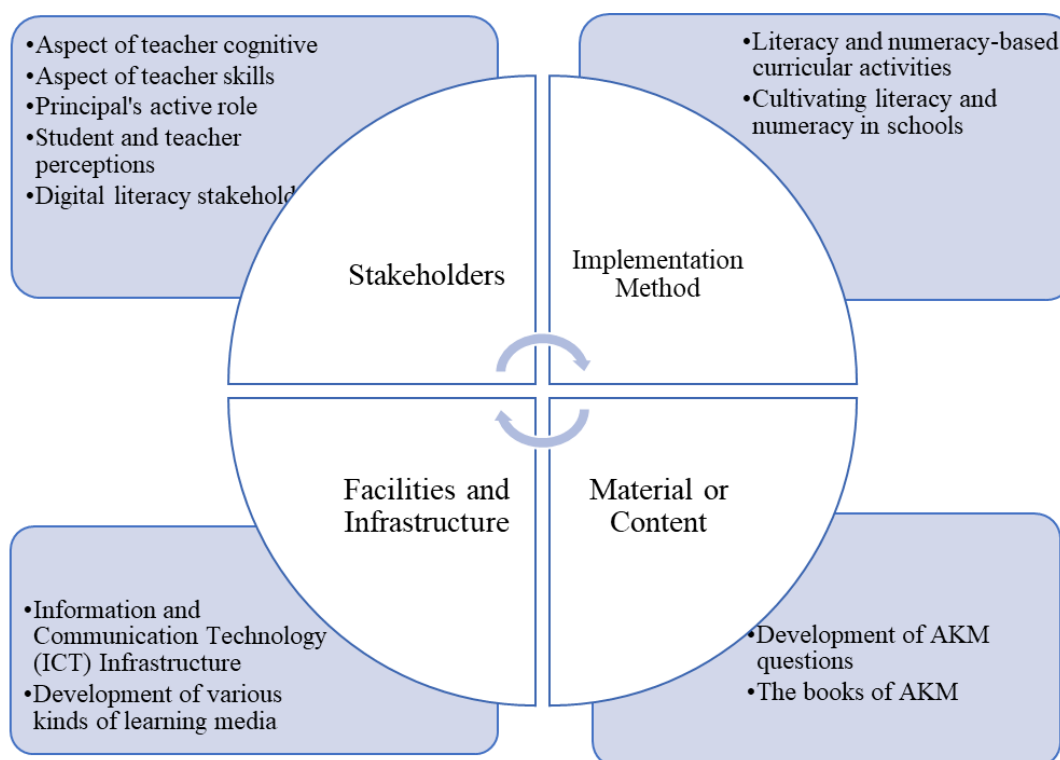 •Aspect of teacher cognitive
•Aspect of teacher skills
•Principal's active role
•Student and teacher
perceptions
•Digital literacy
•Literacy and numeracy-based
curricular activities
•Cultivating literacy and
numeracy in schools
Stakeholders
Implementation
Method
Facilities and
Infrastructure
Material or
Content
•Information and
Communication Technology
(ICT) Infrastructure
•Development of various
kinds of learning media
•Development of AKM
questions
•The books of AKM